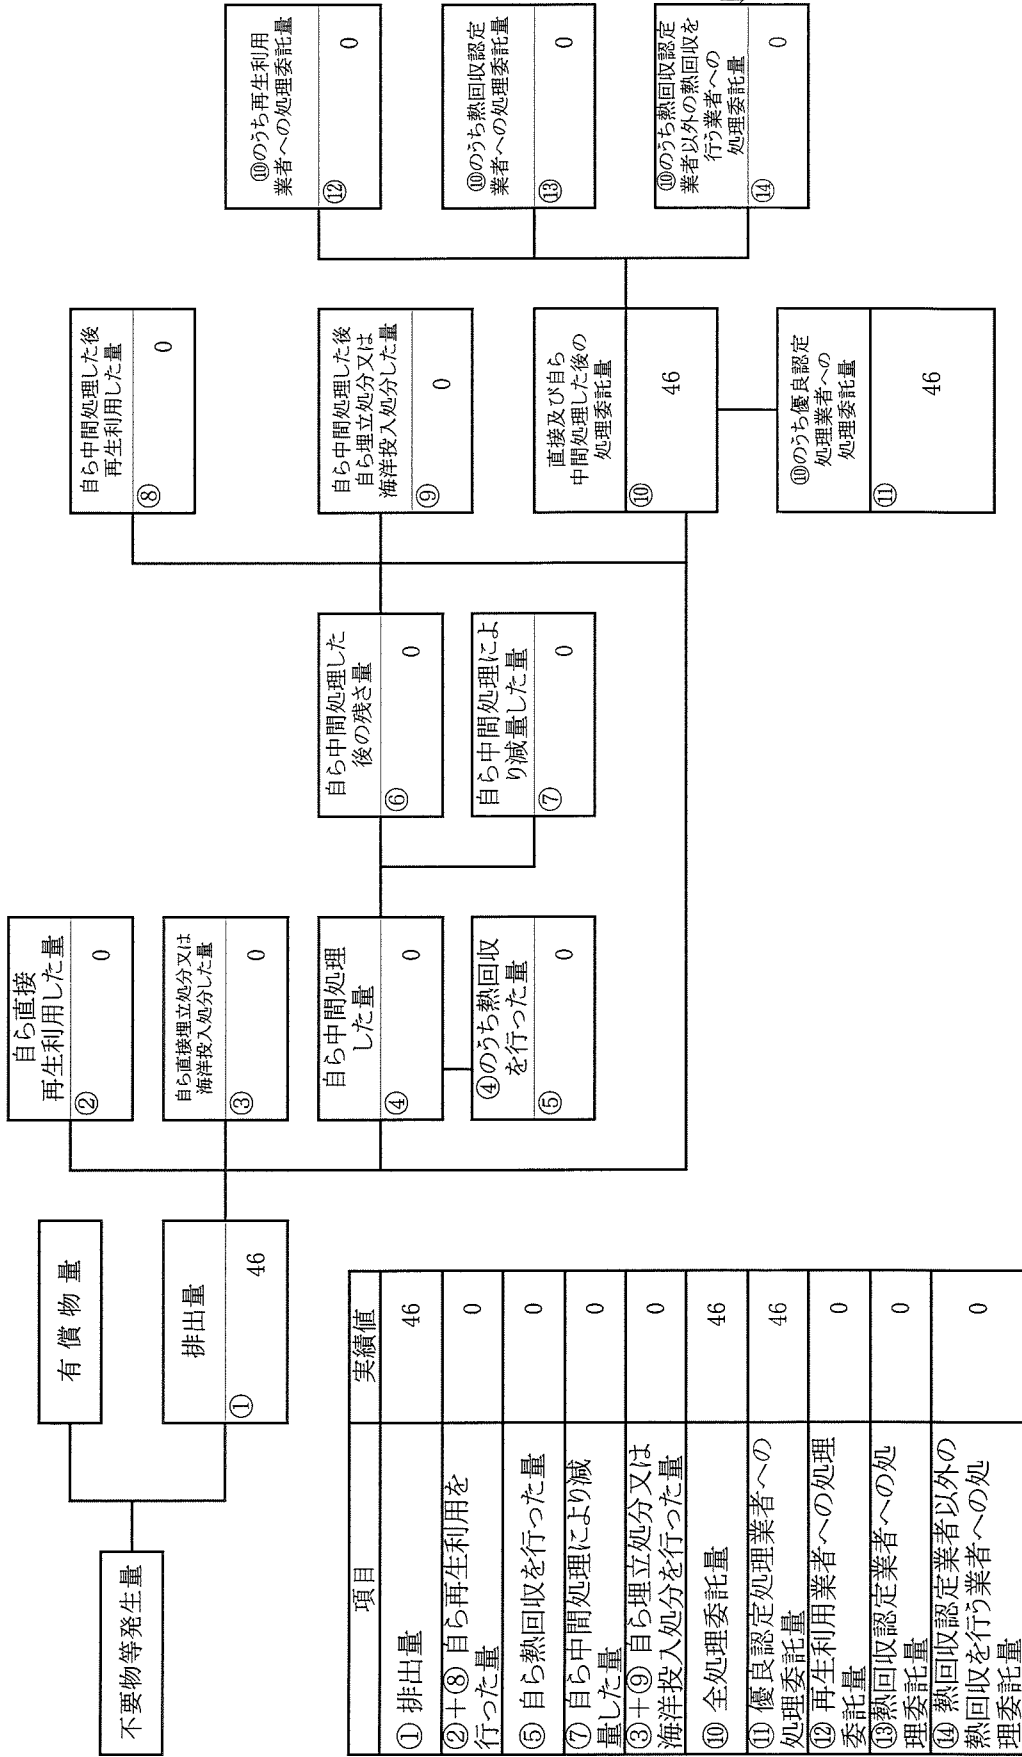 不要物等発生量
有償物量
排出量
①
46
自ら直接
再生利用した量
②
0
自ら直接埋立処分又は
海洋投入処分した量
③
0
自ら中間処理
した量
④
0
④のうち熱回収
を行った量
⑤
0
自ら中間処理した
後の残さ量
⑥
0
自ら中間処理によ
り減量した量
⑦
0
自ら中間処理した後
再生利用した量
⑧
0
自ら中間処理した後
自ら埋立処分又は
海洋投入処分した量
⑨
0
直接及び自ら
中間処理した後の
処理委託量
⑩
46
⑩のうち優良認定
処理業者への
処理委託量
⑪
46
⑩のうち再生利用
業者への処理委託量
⑫
0
⑩のうち熱回収認定
業者への処理委託量
⑬
0
⑩のうち熱回収認定
業者以外の熱回収を
行う業者への
処理委託量
⑭
0
項目 実績値
①排出量 46
②+⑧ 自ら再生利用を
行った量 0
⑤ 自ら熱回収を行った量 0
⑦ 自ら中間処理により減
量した量 0
③+⑨ 自ら埋立処分又は
海洋投入処分を行った量 0
⑩ 全処理委託量 46
⑪ 優良認定処理業者への
処理委託量 46
⑫ 再生利用業者への処理
委託量 0
⑬熱回収認定業者への処
理委託量 0
⑭ 熱回収認定業者以外の
熱回収を行う業者への処
理委託量 0